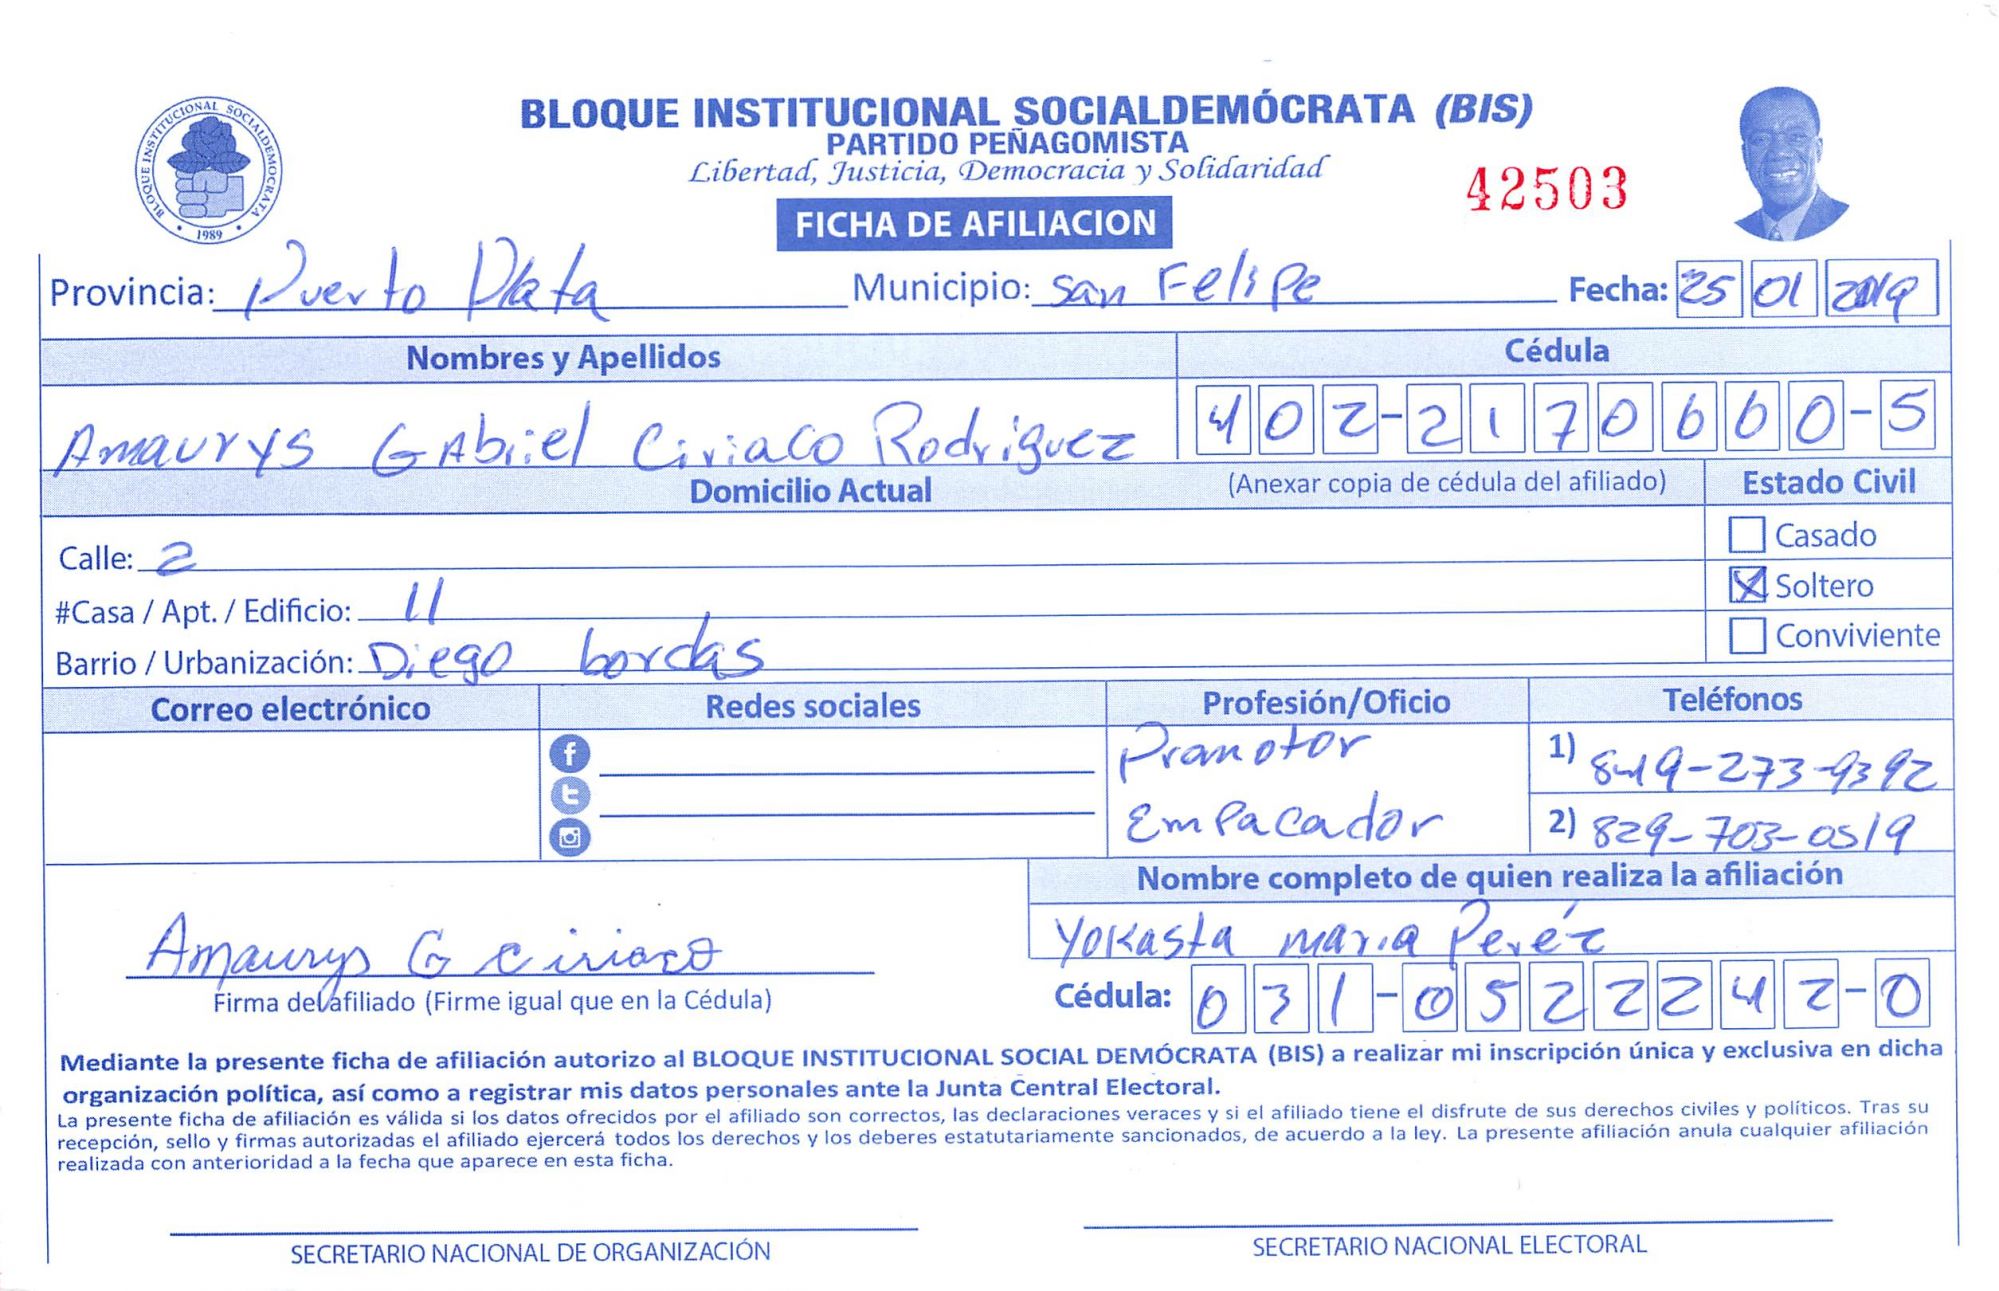 BLOQUE INSTITUCIONAL SOCIALDEMOCRATA
1989
BLOQUE INSTITUCIONAL SOCIALDEMÓCRATA (BIS)
PARTIDO PEÑAGOMISTA
Libertad, Justicia, Democracia y Solidaridad
42503
FICHA DE AFILIACION
Provincia: Puerto Plata Municipio: San Felipe Fecha: 25 01 2019
Nombres y Apellidos Cédula
Amaurys GAbriel Ciriaco Rodriguez 402-2170660-5
Domicilio Actual (Anexar copia de cédula del afiliado) Estado Civil
Calle: 2 Casado
#Casa / Apt. / Edificio: 11 Soltero
Barrio / Urbanización: Diego bordas Conviviente
Correo electrónico Redes sociales Profesión/Oficio Teléfonos
Promotor 1) 849-273-9392
Empacador 2) 829-703-0519
Nombre completo de quien realiza la afiliación
Yokasta maria Peréz
Amaurys G Ciriaco
Firma del afiliado (Firme igual que en la Cédula) Cédula: 031-0522242-0
Mediante la presente ficha de afiliación autorizo al BLOQUE INSTITUCIONAL SOCIAL DEMÓCRATA (BIS) a realizar mi inscripción única y exclusiva en dicha
organización política, así como a registrar mis datos personales ante la Junta Central Electoral.
La presente ficha de afiliación es válida si los datos ofrecidos por el afiliado son correctos, las declaraciones veraces y si el afiliado tiene el disfrute de sus derechos civiles y políticos. Tras su
recepción, sello y firmas autorizadas el afiliado ejercerá todos los derechos y los deberes estatutariamente sancionados, de acuerdo a la ley. La presente afiliación anula cualquier afiliación
realizada con anterioridad a la fecha que aparece en esta ficha.
SECRETARIO NACIONAL DE ORGANIZACIÓN SECRETARIO NACIONAL ELECTORAL